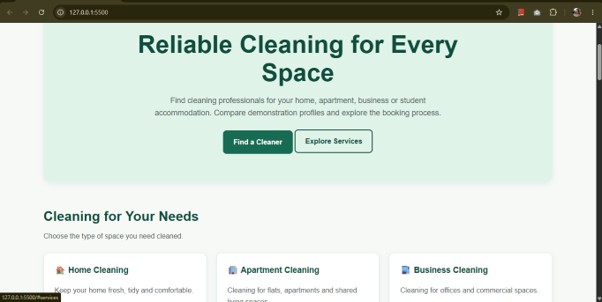 127.0.0.1:5500
Reliable Cleaning for Every
Space
Find cleaning professionals for your home, apartment, business or student
accommodation. Compare demonstration profiles and explore the booking process.
Find a Cleaner
Explore Services
Cleaning for Your Needs
Choose the type of space you need cleaned.
Home Cleaning
Keep your home fresh, tidy and comfortable.
Apartment Cleaning
Cleaning for flats, apartments and shared
living spaces.
Business Cleaning
Cleaning for offices and commercial spaces.
127.0.0.1:5500/#services